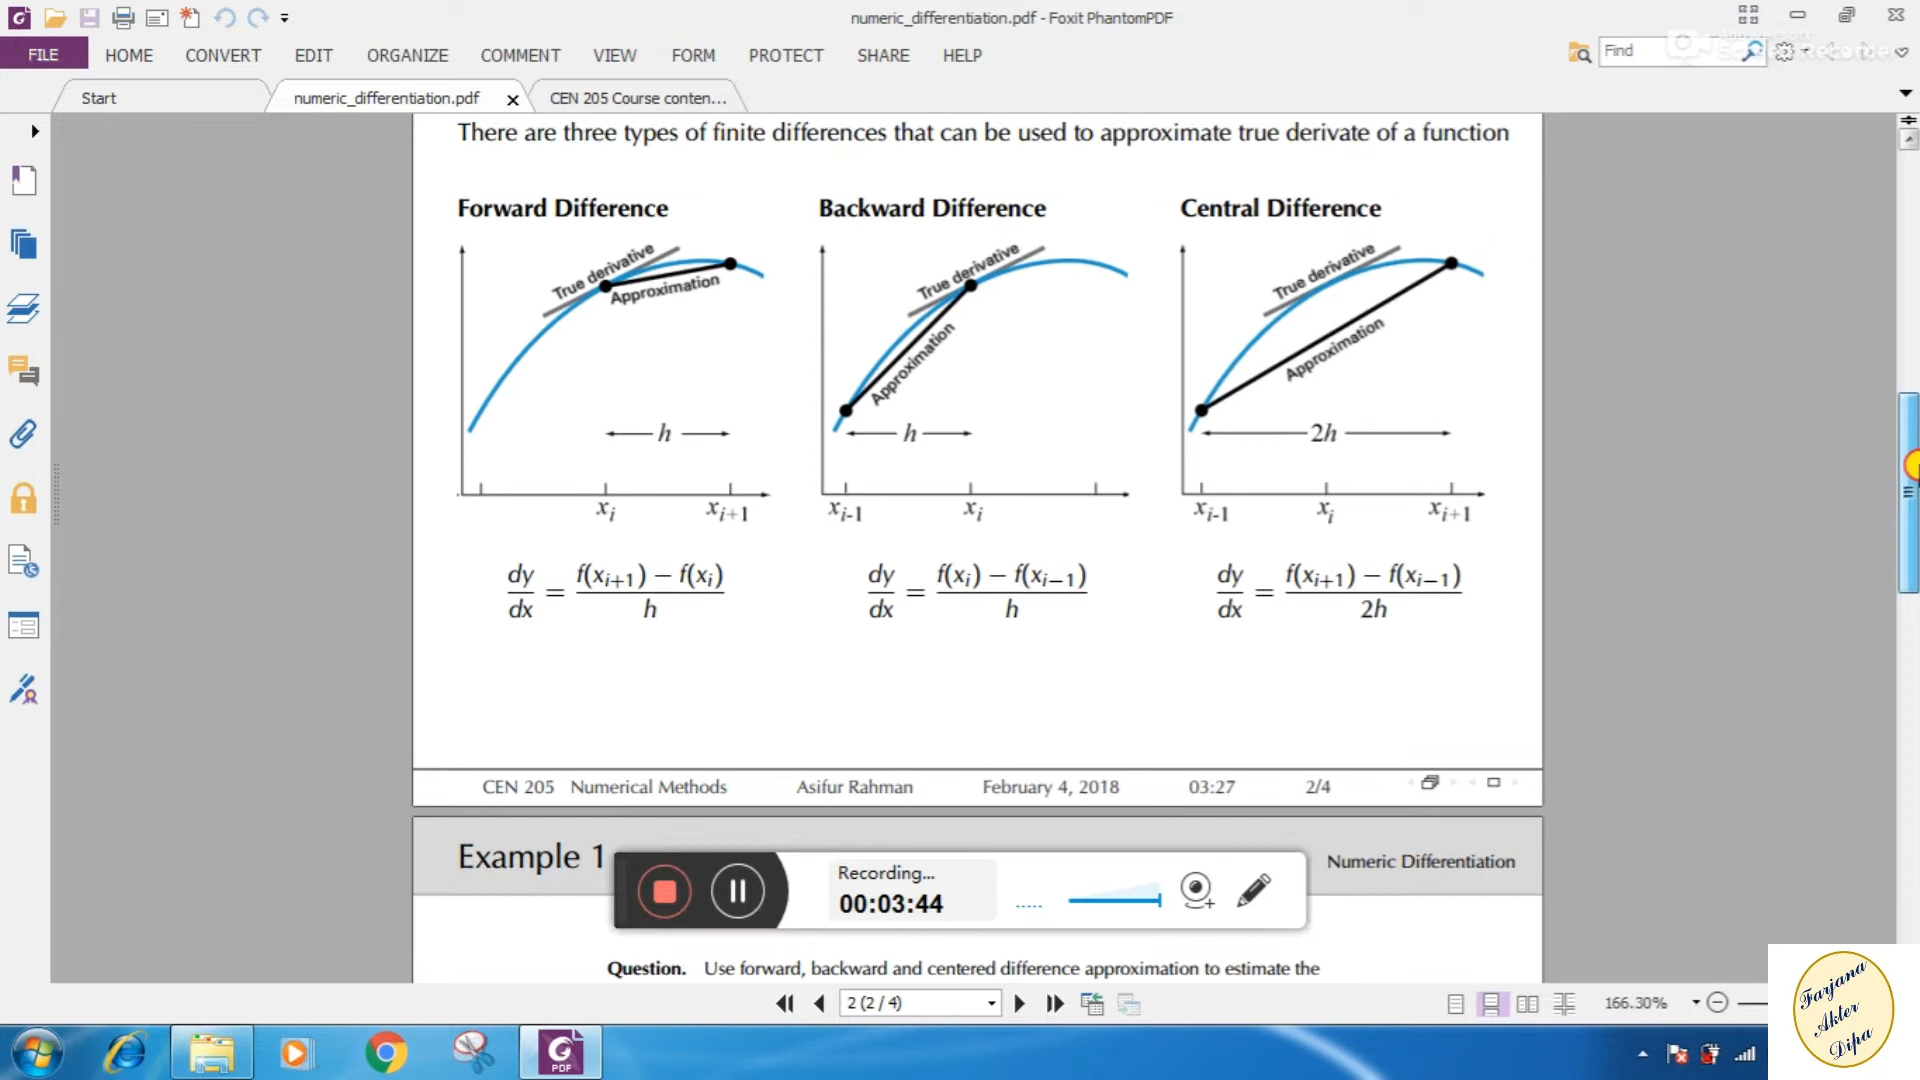 numeric_differentiation.pdf - Foxit PhantomPDF
FILE HOME CONVERT EDIT ORGANIZE COMMENT VIEW FORM PROTECT SHARE HELP
Find
Start numeric_differentiation.pdf CEN 205 Course conten...
There are three types of finite differences that can be used to approximate true derivate of a function
Forward Difference Backward Difference Central Difference
True derivative True derivative True derivative
Approximation Approximation Approximation
h h 2h
xᵢ xᵢ₊₁ xᵢ₋₁ xᵢ xᵢ₋₁ xᵢ xᵢ₊₁
dy/dx = f(xᵢ₊₁) − f(xᵢ) / h dy/dx = f(xᵢ) − f(xᵢ₋₁) / h dy/dx = f(xᵢ₊₁) − f(xᵢ₋₁) / 2h
CEN 205 Numerical Methods Asifur Rahman February 4, 2018 03:27 2/4
Example 1 Numeric Differentiation
Recording...
00:03:44
Question. Use forward, backward and centered difference approximation to estimate the
2 (2 / 4) 166.30%
PDF
Farjana
Akter
Dipa